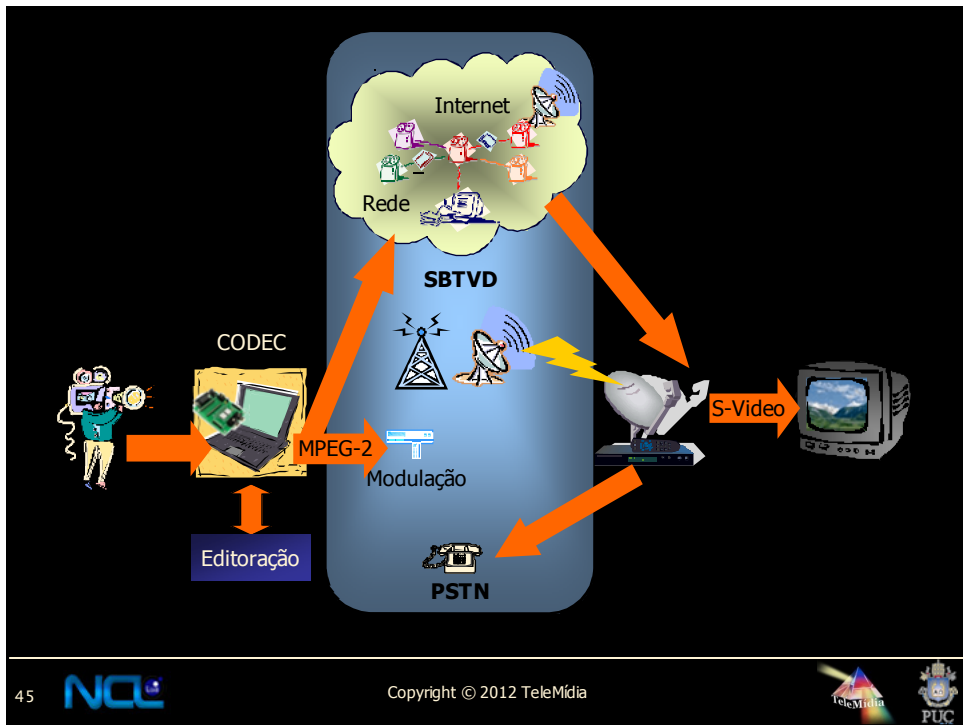 Internet
Rede
SBTVD
CODEC
MPEG-2
Modulação
S-Video
Editoração
PSTN
45
NCL
Copyright © 2012 TeleMídia
TeleMídia
PUC